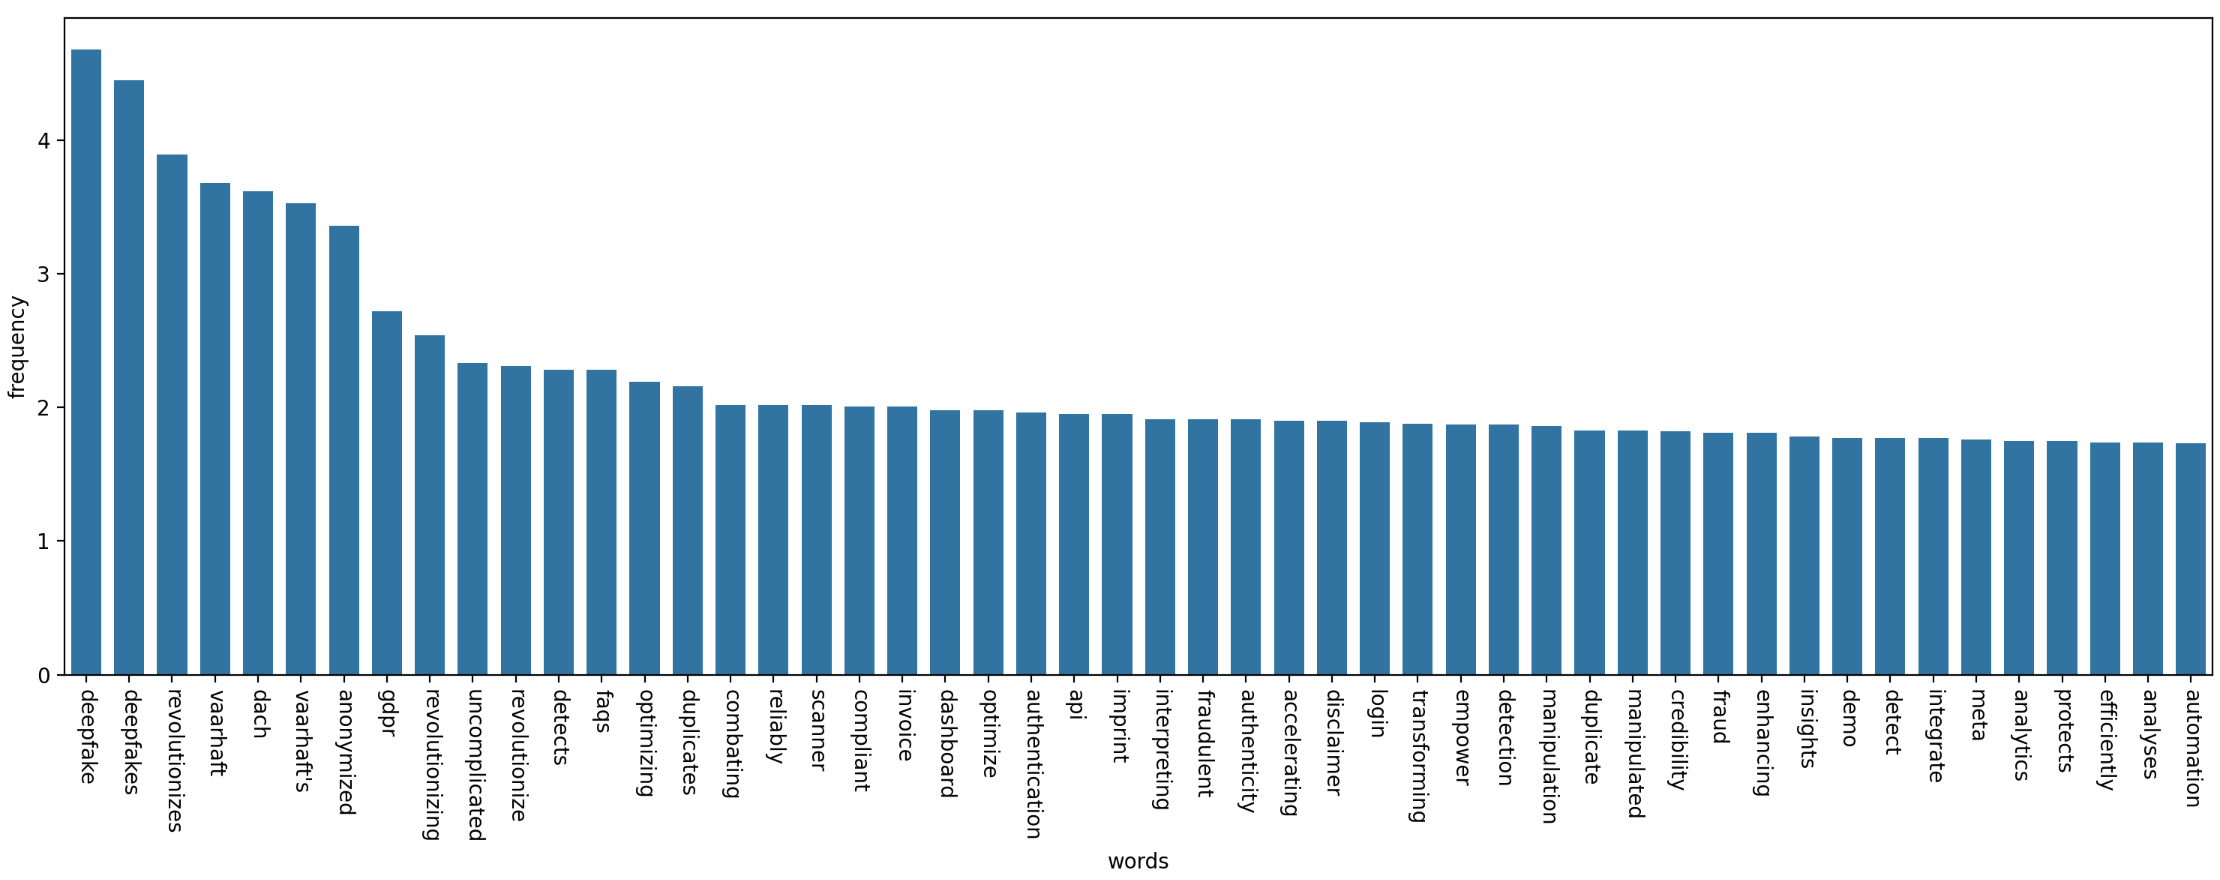 frequency
4
3
2
1
0
deepfake
deepfakes
revolutionizes
vaarhaft
dach
vaarhaft's
anonymized
gdpr
revolutionizing
uncomplicated
revolutionize
detects
faqs
optimizing
duplicates
combating
reliably
scanner
compliant
invoice
dashboard
optimize
authentication
api
imprint
interpreting
fraudulent
authenticity
accelerating
disclaimer
login
transforming
empower
detection
manipulation
duplicate
manipulated
credibility
fraud
enhancing
insights
demo
detect
integrate
meta
analytics
protects
efficiently
analyses
automation
words